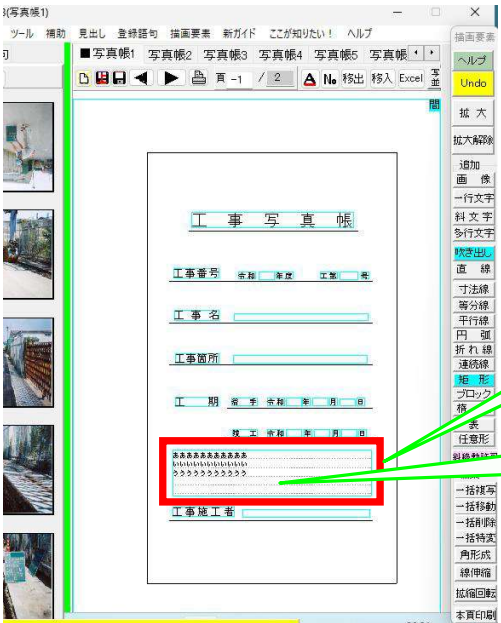 (写真帳1)
ツール 補助 見出し 登録語句 描画要素 新ガイド ここが知りたい! ヘルプ
■写真帳1 写真帳2 写真帳3 写真帳4 写真帳5 写真帳
頁 -1 / 2 A No. 移出 移入 Excel
間
工事写真帳
工事番号 令和 年度 工第 号
工事名
工事箇所
工期 着手 令和 年 月 日
竣工 令和 年 月 日
あああああああああああ
いいいいいいいいいいい
ううううううううううう
工事施工者
描画要素
ヘルプ
Undo
拡大
拡大解除
追加
画像
一行文字
斜文字
多行文字
吹き出し
直線
寸法線
等分線
平行線
円弧
折れ線
連続線
矩形
ブロック
表
任意形
一括複写
一括移動
一括削除
一括特変
角形成
線伸縮
拡縮回転
本頁印刷